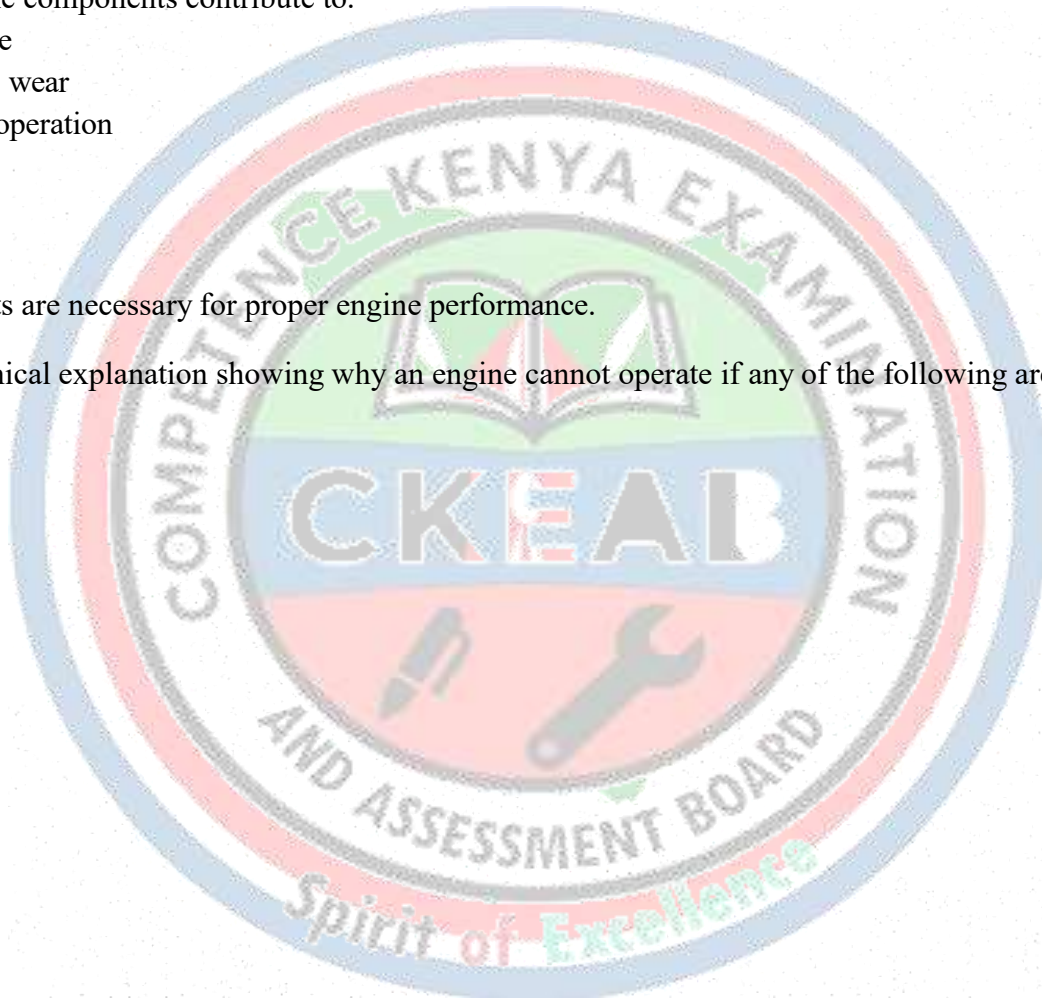 e components contribute to:
e
wear
operation
COMPETENCE KENYA EXAMINATION
ts are necessary for proper engine performance.
nical explanation showing why an engine cannot operate if any of the following are
CKEAB
AND ASSESSMENT BOARD
Spirit of Excellence